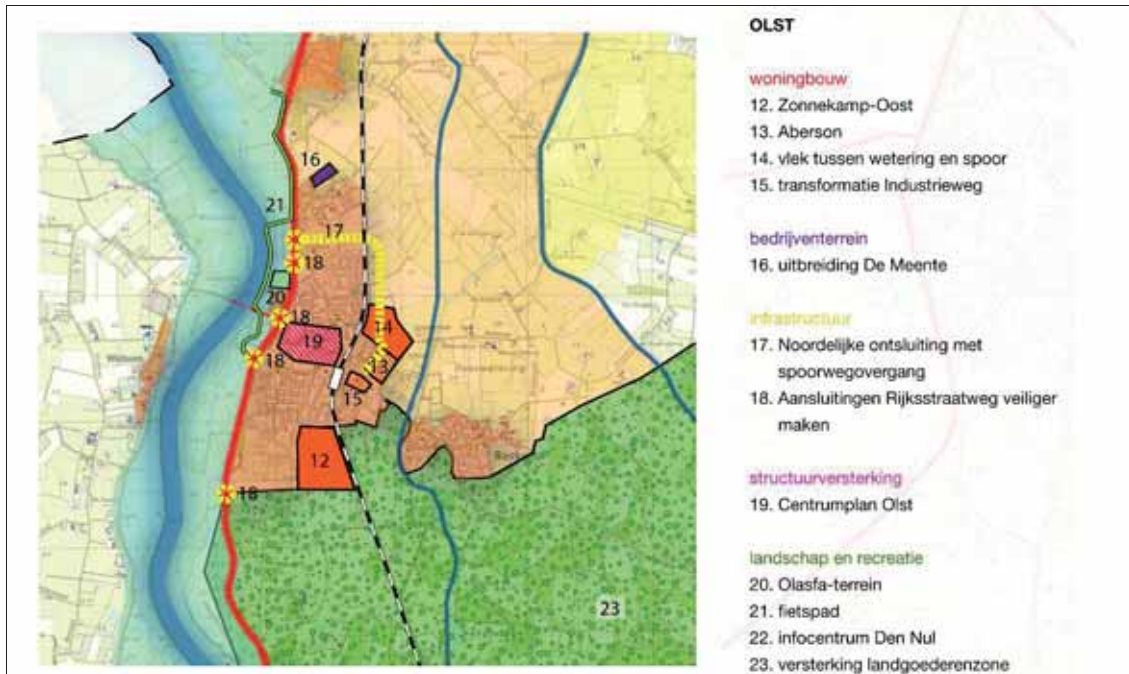 16
21
17
18
20
18
19
18
14
13
15
12
18
23
OLST
woningbouw
12. Zonnekamp-Oost
13. Aberson
14. vlek tussen wetering en spoor
15. transformatie Industrieweg
bedrijventerrein
16. uitbreiding De Meente
infrastructuur
17. Noordelijke ontsluiting met
spoorwegovergang
18. Aansluitingen Rijksstraatweg veiliger
maken
structuurversterking
19. Centrumplan Olst
landschap en recreatie
20. Olasfa-terrein
21. fietspad
22. infocentrum Den Nul
23. versterking landgoederenzone